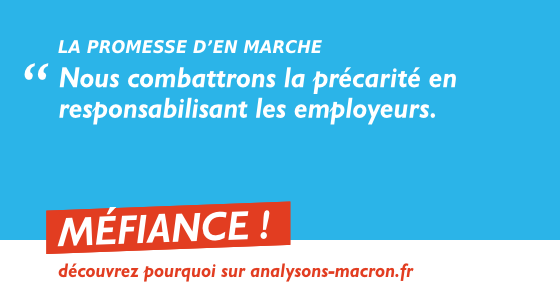 LA PROMESSE D’EN MARCHE
“ Nous combattrons la précarité en
responsabilisant les employeurs.
MÉFIANCE !
découvrez pourquoi sur analysons-macron.fr